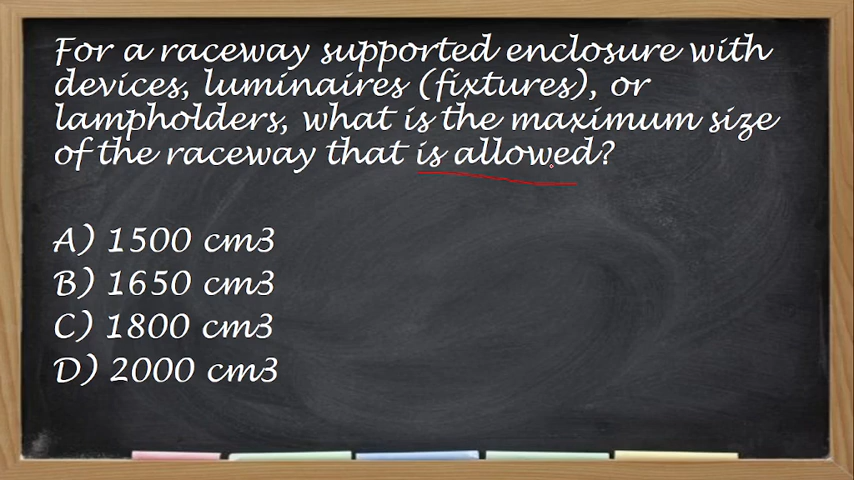 For a raceway supported enclosure with
devices, luminaires (fixtures), or
lampholders, what is the maximum size
of the raceway that is allowed?
A) 1500 cm3
B) 1650 cm3
C) 1800 cm3
D) 2000 cm3